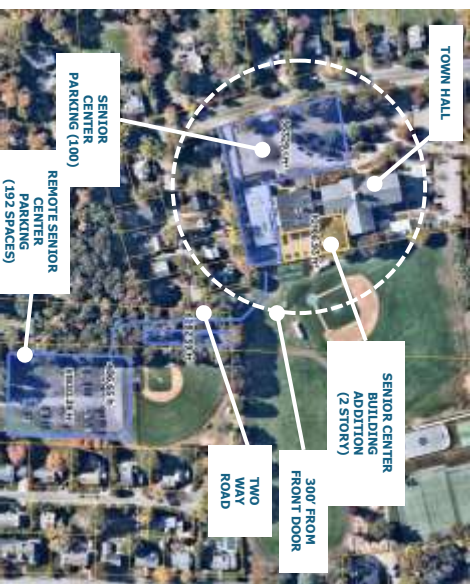 TOWN HALL
SENIOR
CENTER
PARKING (100)
REMOTE SENIOR
CENTER
PARKING
(192 SPACES)
SENIOR CENTER
BUILDING
ADDITION
(2 STORY)
300' FROM
FRONT DOOR
TWO
WAY
ROAD